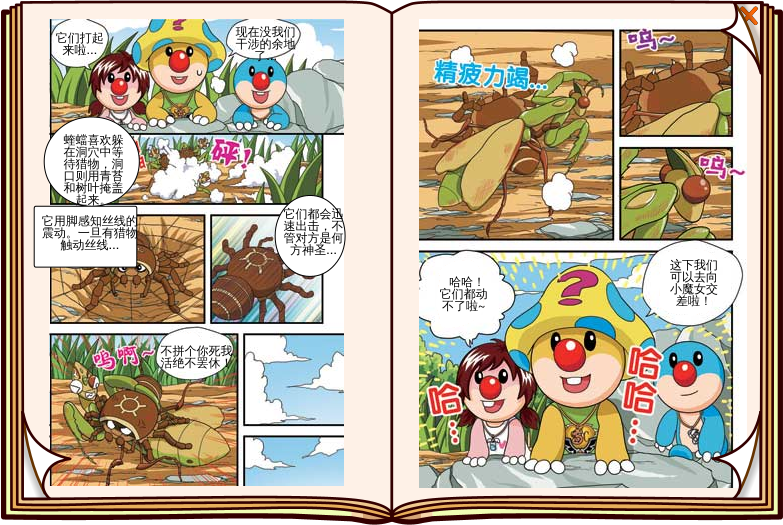 它们打起
来啦...
现在没我们
干涉的余地
了
砰!
蝰蟷喜欢躲
在洞穴中等
待猎物，洞
口则用青苔
和树叶掩盖
起来。
它用脚感知丝线的
震动。一旦有猎物
触动丝线...
它们都会迅
速出击，不
管对方是何
方神圣...
呜啊~
不拼个你死我
活绝不罢休！
精疲力竭...
呜~
呜~
哈哈！
它们都动
不了啦~
这下我们
可以去向
小魔女交
差啦！
?
哈...
哈哈...